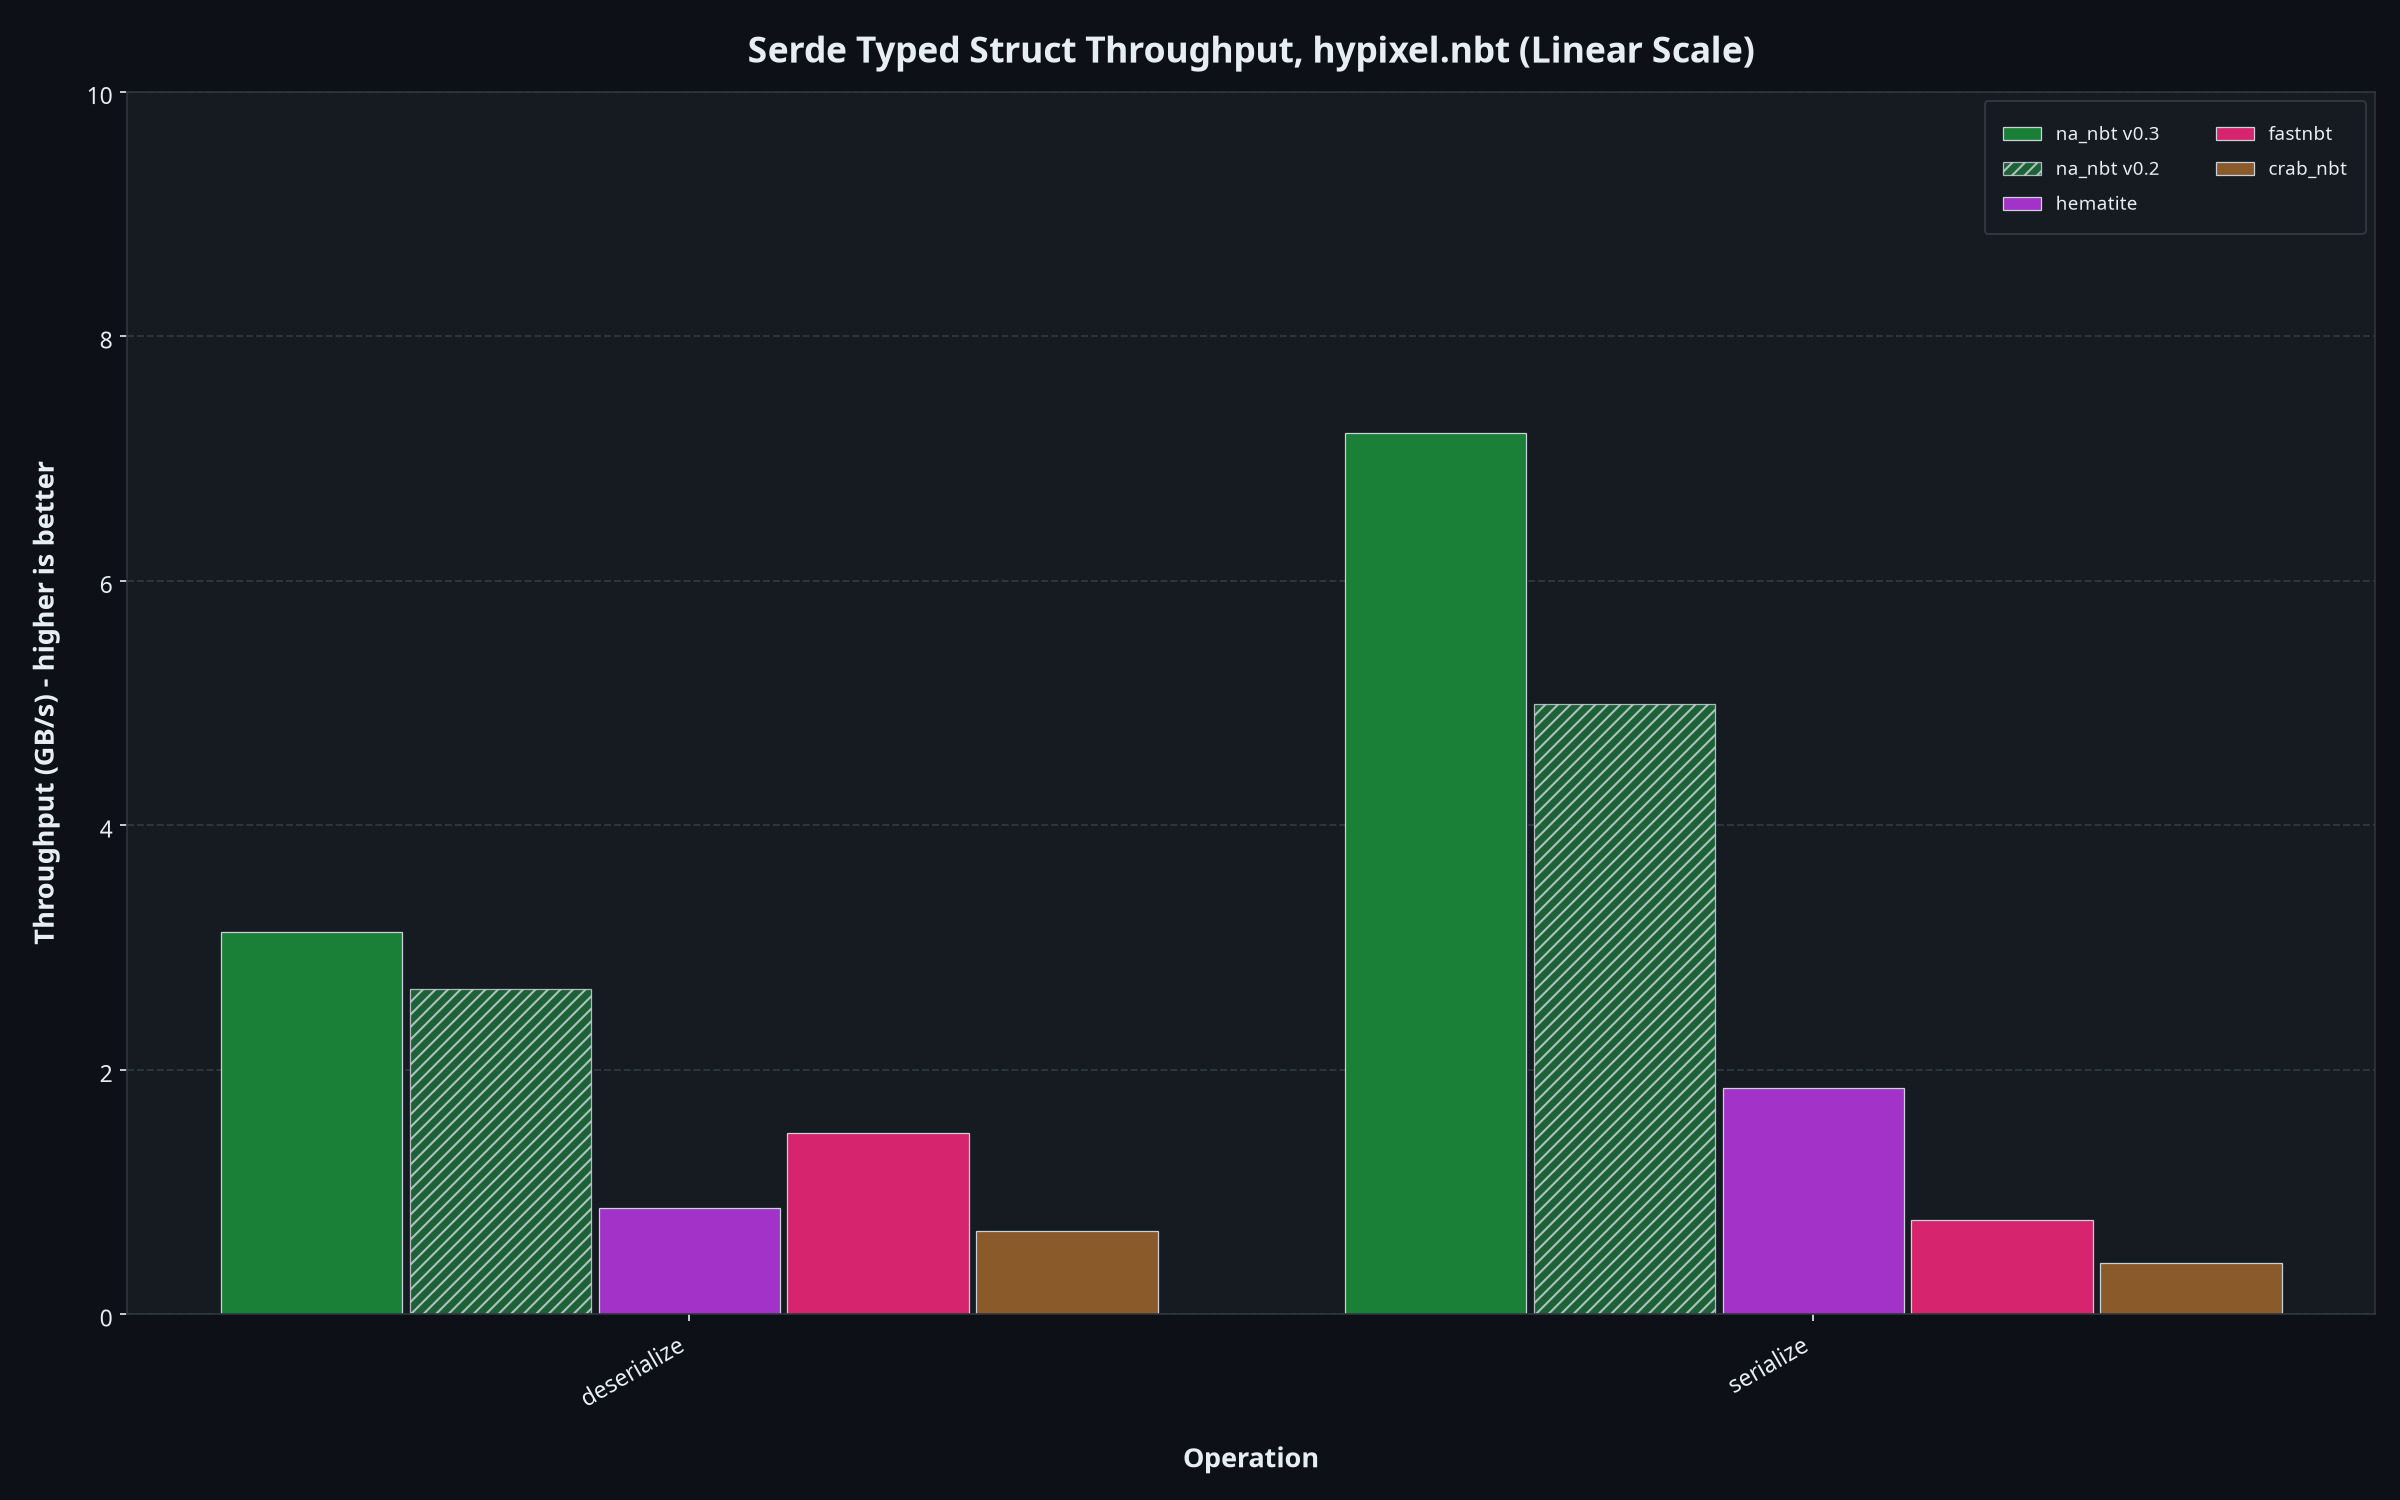 Serde Typed Struct Throughput, hypixel.nbt (Linear Scale)
na_nbt v0.3
na_nbt v0.2
hematite
fastnbt
crab_nbt
Throughput (GB/s) - higher is better
10
8
6
4
2
0
deserialize
serialize
Operation